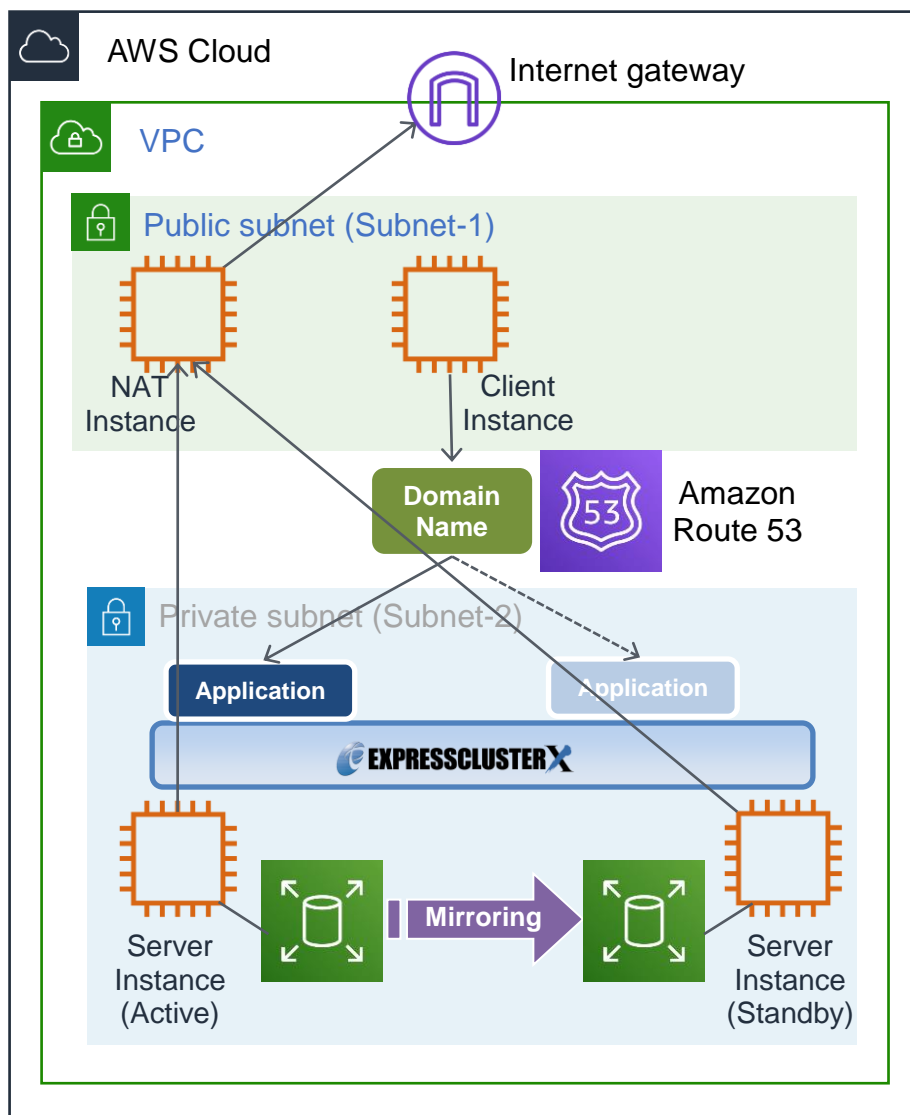 AWS Cloud
Internet gateway
VPC
Public subnet (Subnet-1)
NAT
Instance
Client
Instance
Domain
Name
53
Amazon
Route 53
Private subnet (Subnet-2)
Application
Application
EXPRESSCLUSTER X
Mirroring
Server
Instance
(Active)
Server
Instance
(Standby)